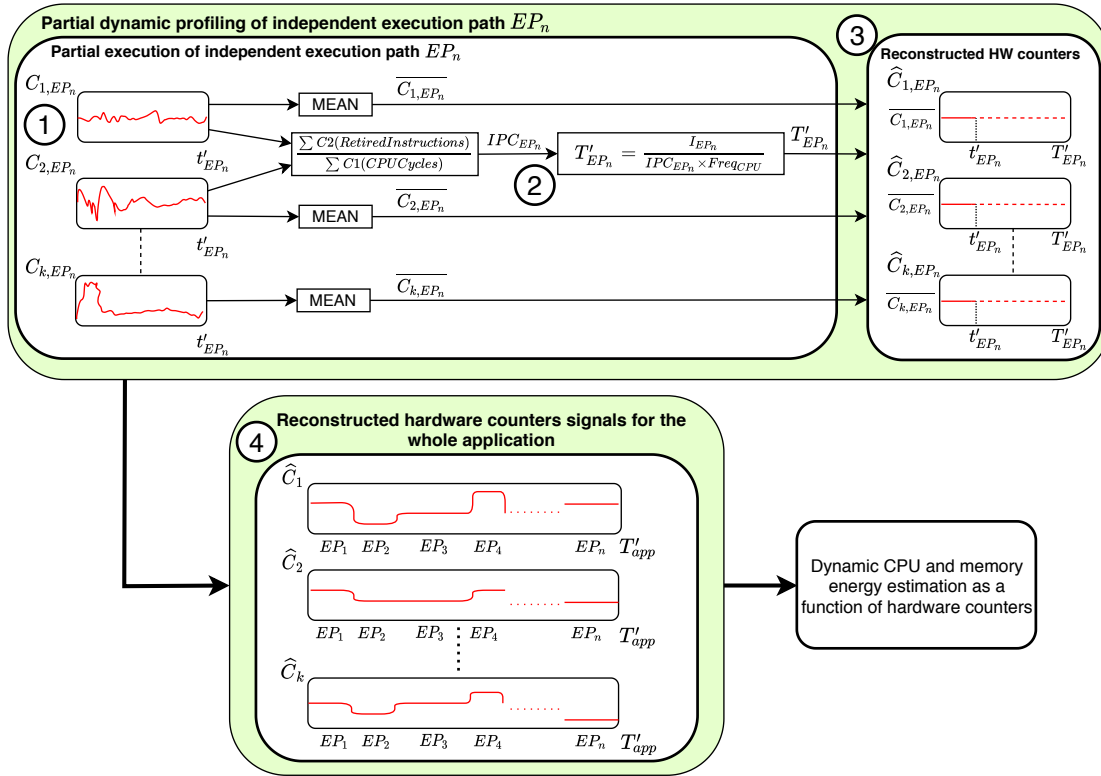 Partial dynamic profiling of independent execution path $EP_n$
Partial execution of independent execution path $EP_n$
3
Reconstructed HW counters
1
$C_{1,EP_n}$
$t'_{EP_n}$
MEAN
$\overline{C_{1,EP_n}}$
$\frac{\sum C2(RetiredInstructions)}{\sum C1(CPUCycles)}$
$IPC_{EP_n}$
2
$T'_{EP_n} = \frac{I_{EP_n}}{IPC_{EP_n} \times Freq_{CPU}}$
$T'_{EP_n}$
$C_{2,EP_n}$
$t'_{EP_n}$
MEAN
$\overline{C_{2,EP_n}}$
$C_{k,EP_n}$
$t'_{EP_n}$
MEAN
$\overline{C_{k,EP_n}}$
$\widehat{C}_{1,EP_n}$
$\overline{C_{1,EP_n}}$
$t'_{EP_n}$ $T'_{EP_n}$
$\widehat{C}_{2,EP_n}$
$\overline{C_{2,EP_n}}$
$t'_{EP_n}$ $T'_{EP_n}$
$\widehat{C}_{k,EP_n}$
$\overline{C_{k,EP_n}}$
$t'_{EP_n}$ $T'_{EP_n}$
4
Reconstructed hardware counters signals for the
whole application
$\widehat{C}_1$
$EP_1$ $EP_2$ $EP_3$ $EP_4$ $EP_n$ $T'_{app}$
$\widehat{C}_2$
$EP_1$ $EP_2$ $EP_3$ $EP_4$ $EP_n$ $T'_{app}$
$\widehat{C}_k$
$EP_1$ $EP_2$ $EP_3$ $EP_4$ $EP_n$ $T'_{app}$
Dynamic CPU and memory
energy estimation as a
function of hardware counters